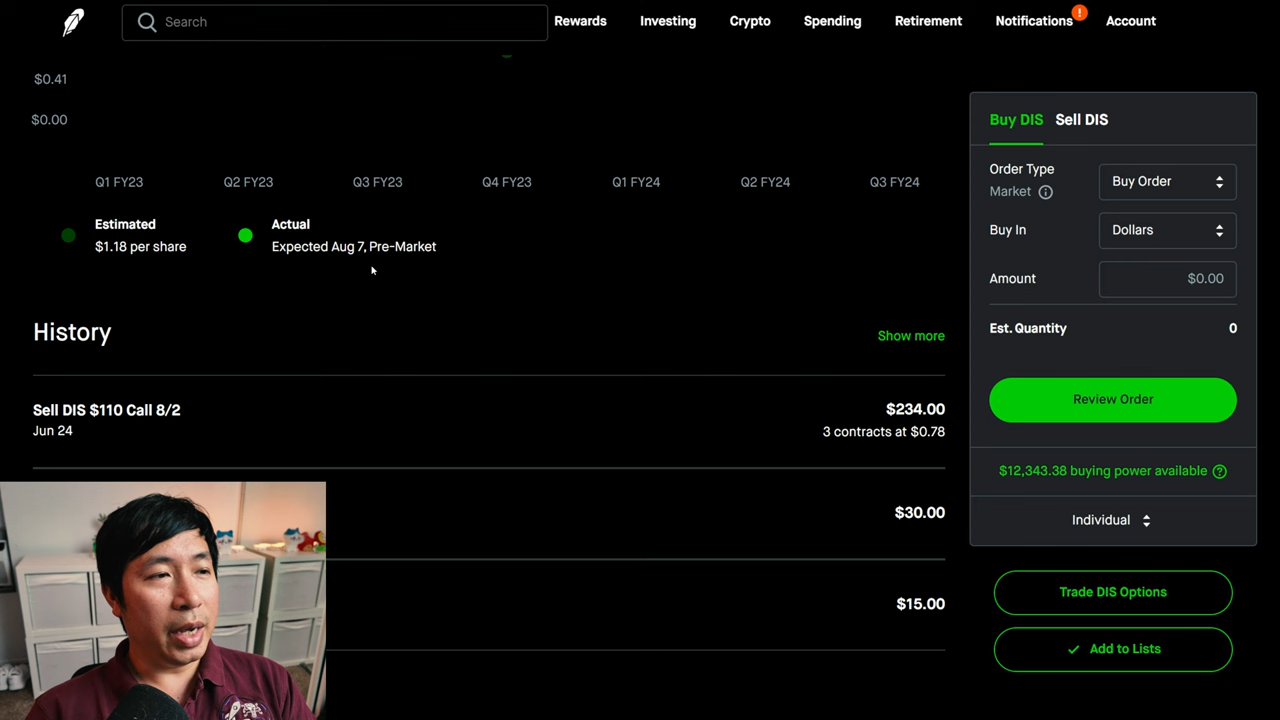 Search
Rewards
Investing
Crypto
Spending
Retirement
Notifications
!
Account
$0.41
$0.00
Q1 FY23
Q2 FY23
Q3 FY23
Q4 FY23
Q1 FY24
Q2 FY24
Q3 FY24
Estimated
$1.18 per share
Actual
Expected Aug 7, Pre-Market
History
Show more
Sell DIS $110 Call 8/2
Jun 24
$234.00
3 contracts at $0.78
$30.00
$15.00
Buy DIS
Sell DIS
Order Type
Market
Buy Order
Buy In
Dollars
Amount
$0.00
Est. Quantity
0
Review Order
$12,343.38 buying power available
Individual
Trade DIS Options
Add to Lists